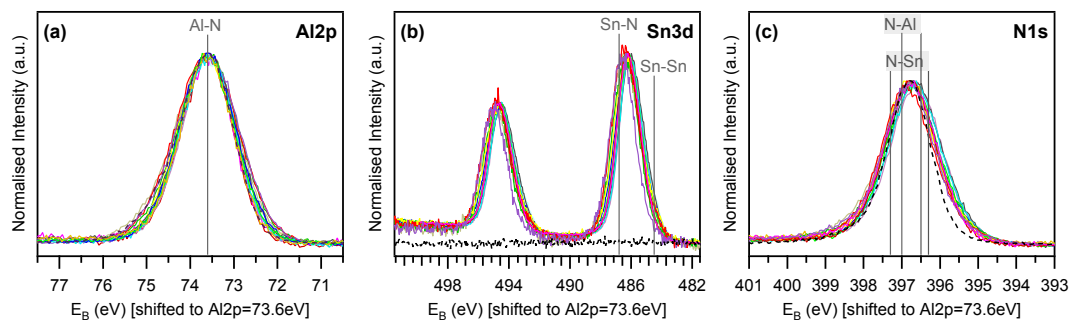 (a)
Al-N
Al2p
Normalised Intensity (a.u.)
77 76 75 74 73 72 71
E_B (eV) [shifted to Al2p=73.6eV]
(b)
Sn-N
Sn3d
Sn-Sn
Normalised Intensity (a.u.)
498 494 490 486 482
E_B (eV) [shifted to Al2p=73.6eV]
(c)
N-Al
N1s
N-Sn
Normalised Intensity (a.u.)
401 400 399 398 397 396 395 394 393
E_B (eV) [shifted to Al2p=73.6eV]